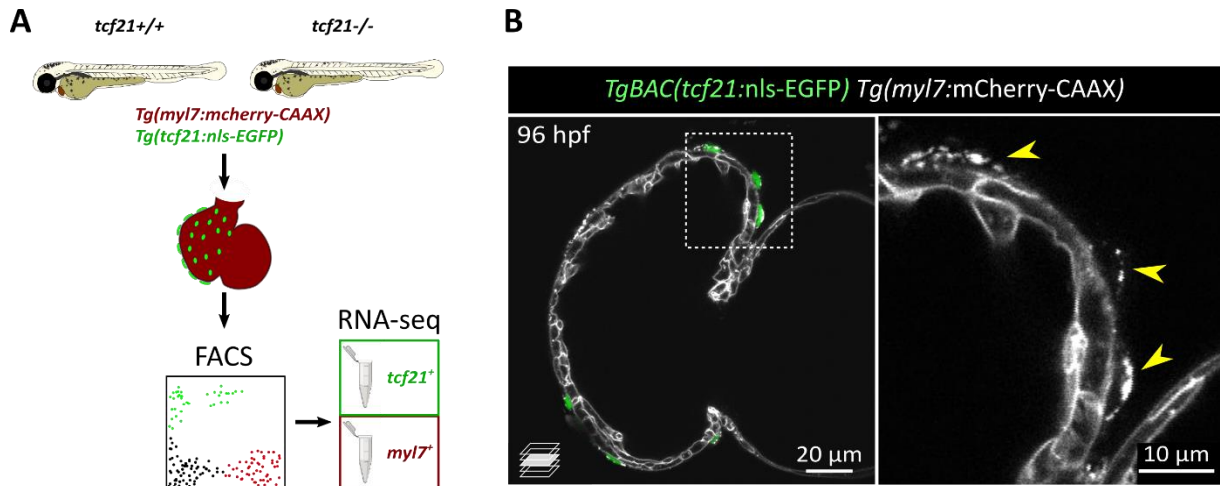 A
tcf21+/+
tcf21-/-
Tg(myl7:mcherry-CAAX)
Tg(tcf21:nls-EGFP)
FACS
RNA-seq
tcf21+
myl7+
B
TgBAC(tcf21:nls-EGFP) Tg(myl7:mCherry-CAAX)
96 hpf
20 µm
10 µm